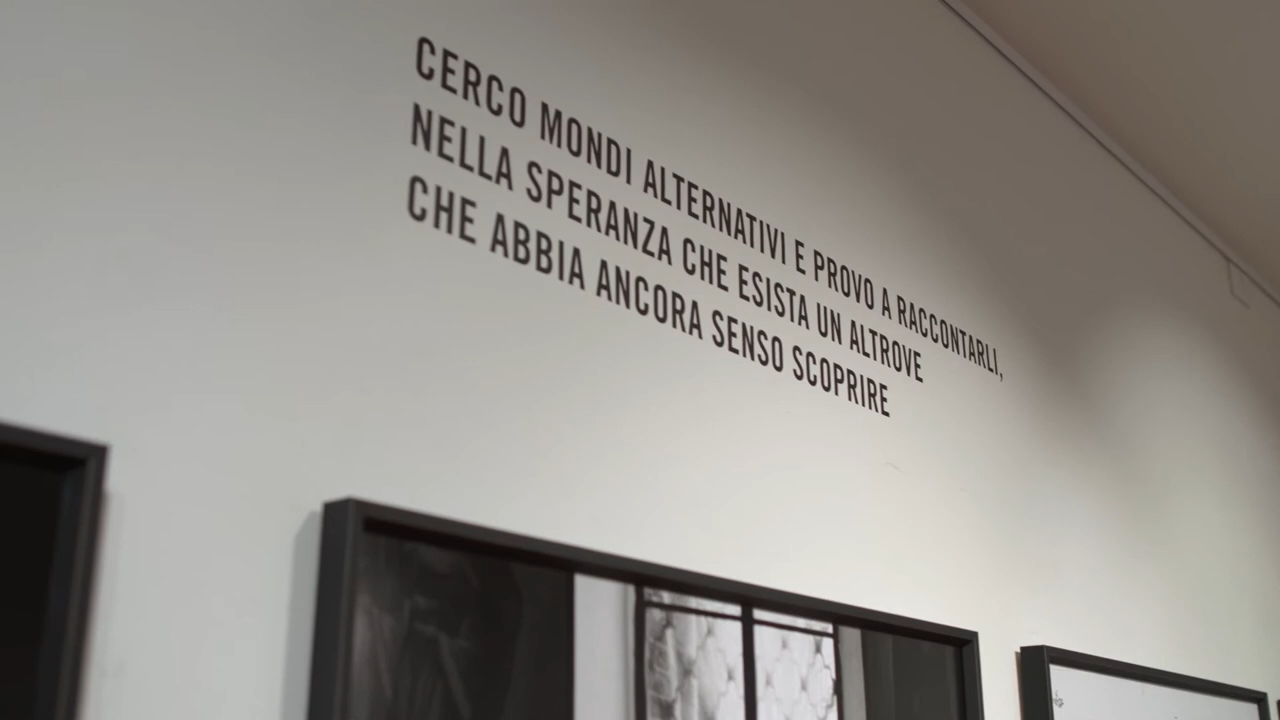 CERCO MONDI ALTERNATIVI E PROVO A RACCONTARLI,
NELLA SPERANZA CHE ESISTA UN ALTROVE
CHE ABBIA ANCORA SENSO SCOPRIRE